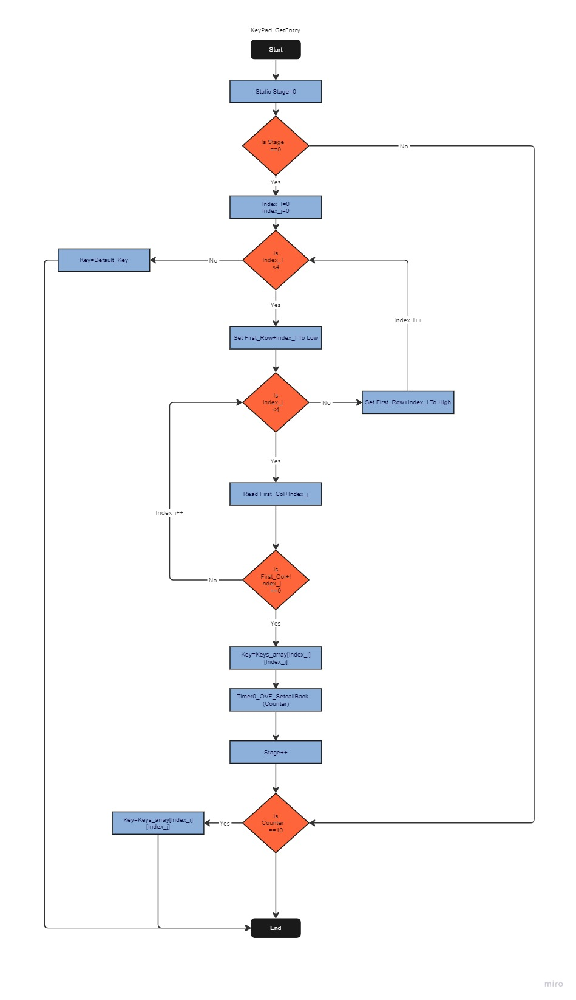 KeyPad_GetEntry
Start
Static Stage=0
Is Stage
==0
No
Yes
Index_I=0
Index_j=0
Is
Index_I
<4
No
Key=Default_Key
Yes
Index_I++
Set First_Row+Index_I To Low
Is
Index_j
<4
No
Set First_Row+Index_I To High
Yes
Read First_Col+Index_j
Index_i++
Is
First_Col+I
ndex_j
==0
No
Yes
Key=Keys_array[Index_i]
[Index_j]
Timer0_OVF_SetcallBack
(Counter)
Stage++
Is
Counter
==10
Yes
Key=Keys_array[Index_i]
[Index_j]
End
miro